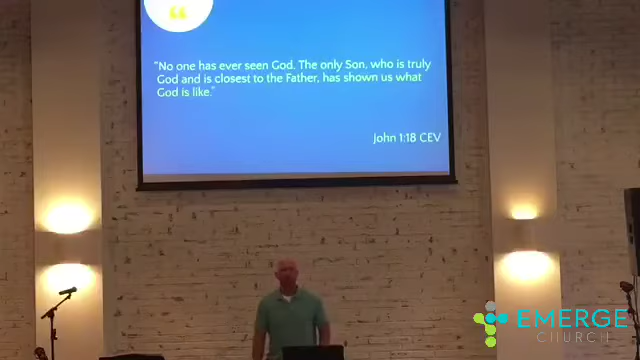 "No one has ever seen God. The only Son, who is truly
God and is closest to the Father, has shown us what
God is like."
John 1:18 CEV
EMERGE
CHURCH